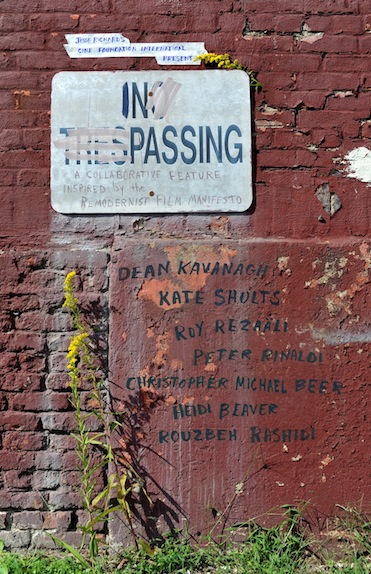 JESSE RICHARDS
CINE FOUNDATION INTERNATIONAL
PRESENT
IN
PASSING
A COLLABORATIVE FEATURE
INSPIRED by the
REMODERNIST FILM MANIFESTO
DEAN KAVANAGH
KATE SHULTS
ROY REZAÄLI
PETER RINALDI
CHRISTOPHER MICHAEL BEER
HEIDI BEAVER
ROUZBEH RASHIDI